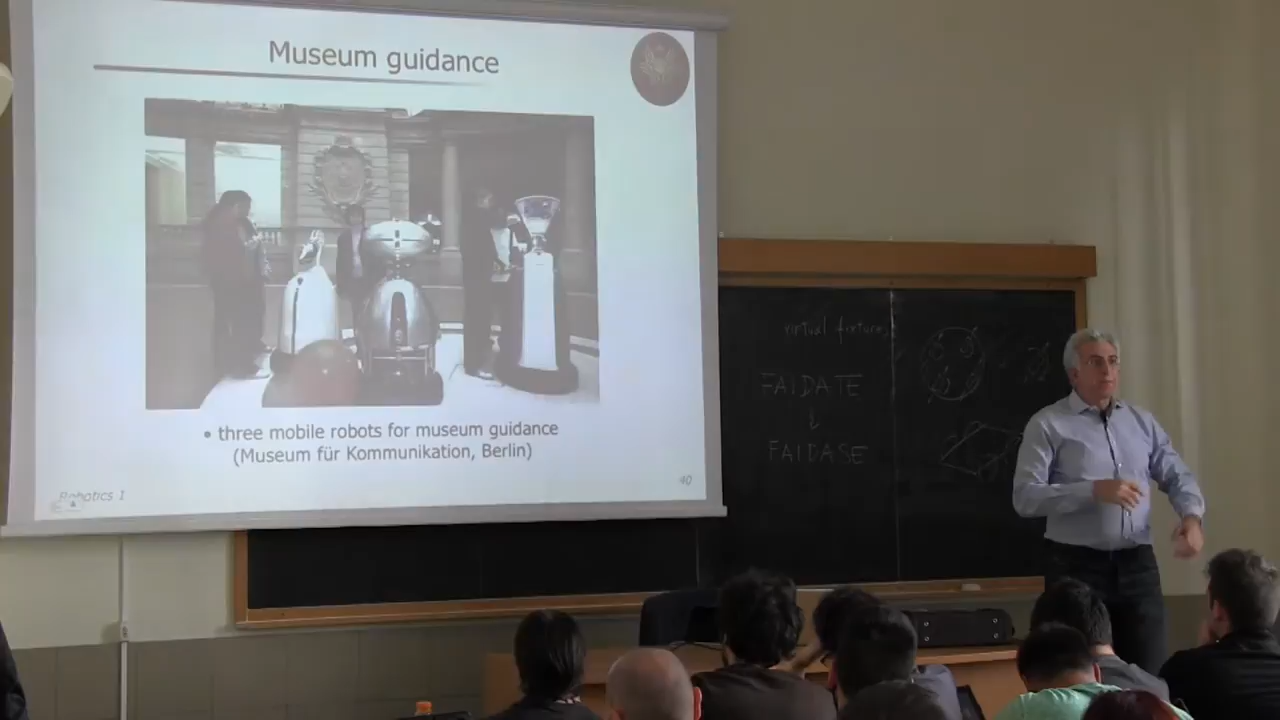 Museum guidance
• three mobile robots for museum guidance
(Museum für Kommunikation, Berlin)
Robotics 1
40
virtual fixtures
FAIDATE
FAIDASE